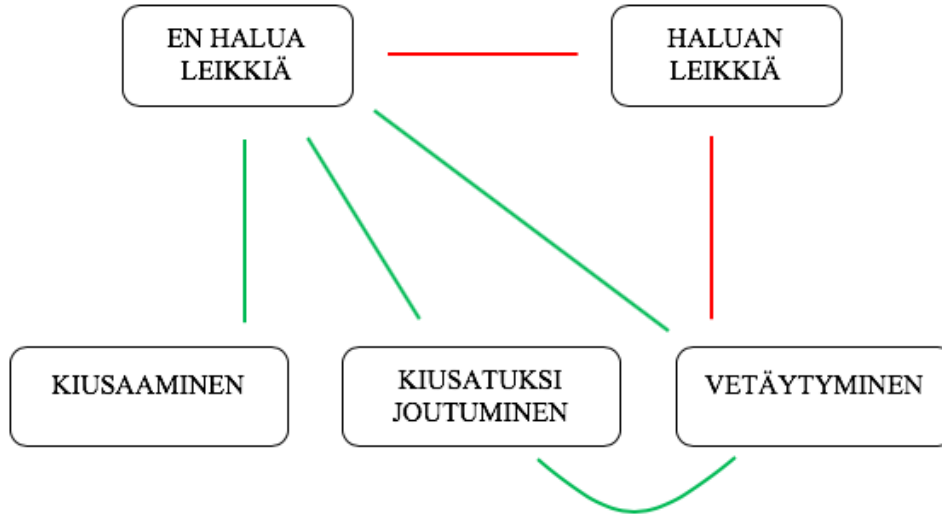 EN HALUA
LEIKKIÄ
HALUAN
LEIKKIÄ
KIUSAAMINEN
KIUSATUKSI
JOUTUMINEN
VETÄYTYMINEN